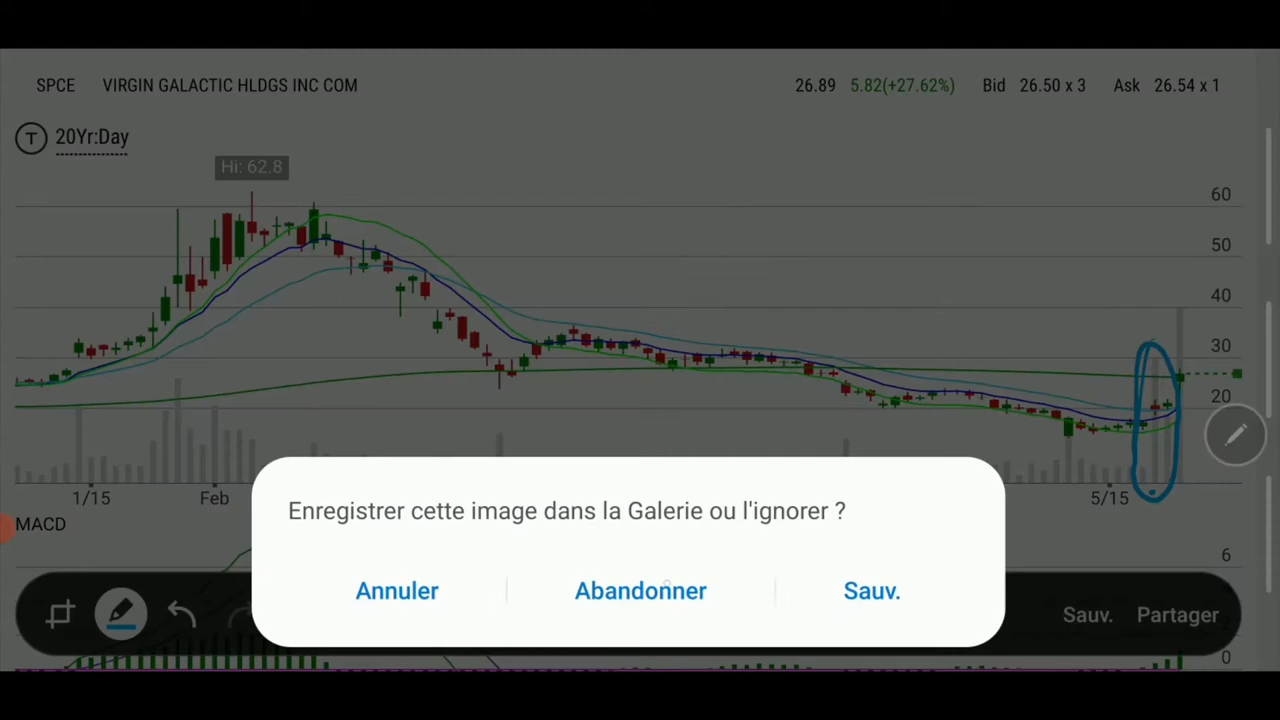 SPCE VIRGIN GALACTIC HLDGS INC COM 26.89 5.82(+27.62%) Bid 26.50 x 3 Ask 26.54 x 1
T 20Yr:Day
Hi: 62.8
60
50
40
30
20
1/15 Feb 5/15
MACD
6
Enregistrer cette image dans la Galerie ou l'ignorer ?
Annuler Abandonner Sauv.
Sauv. Partager
2
0